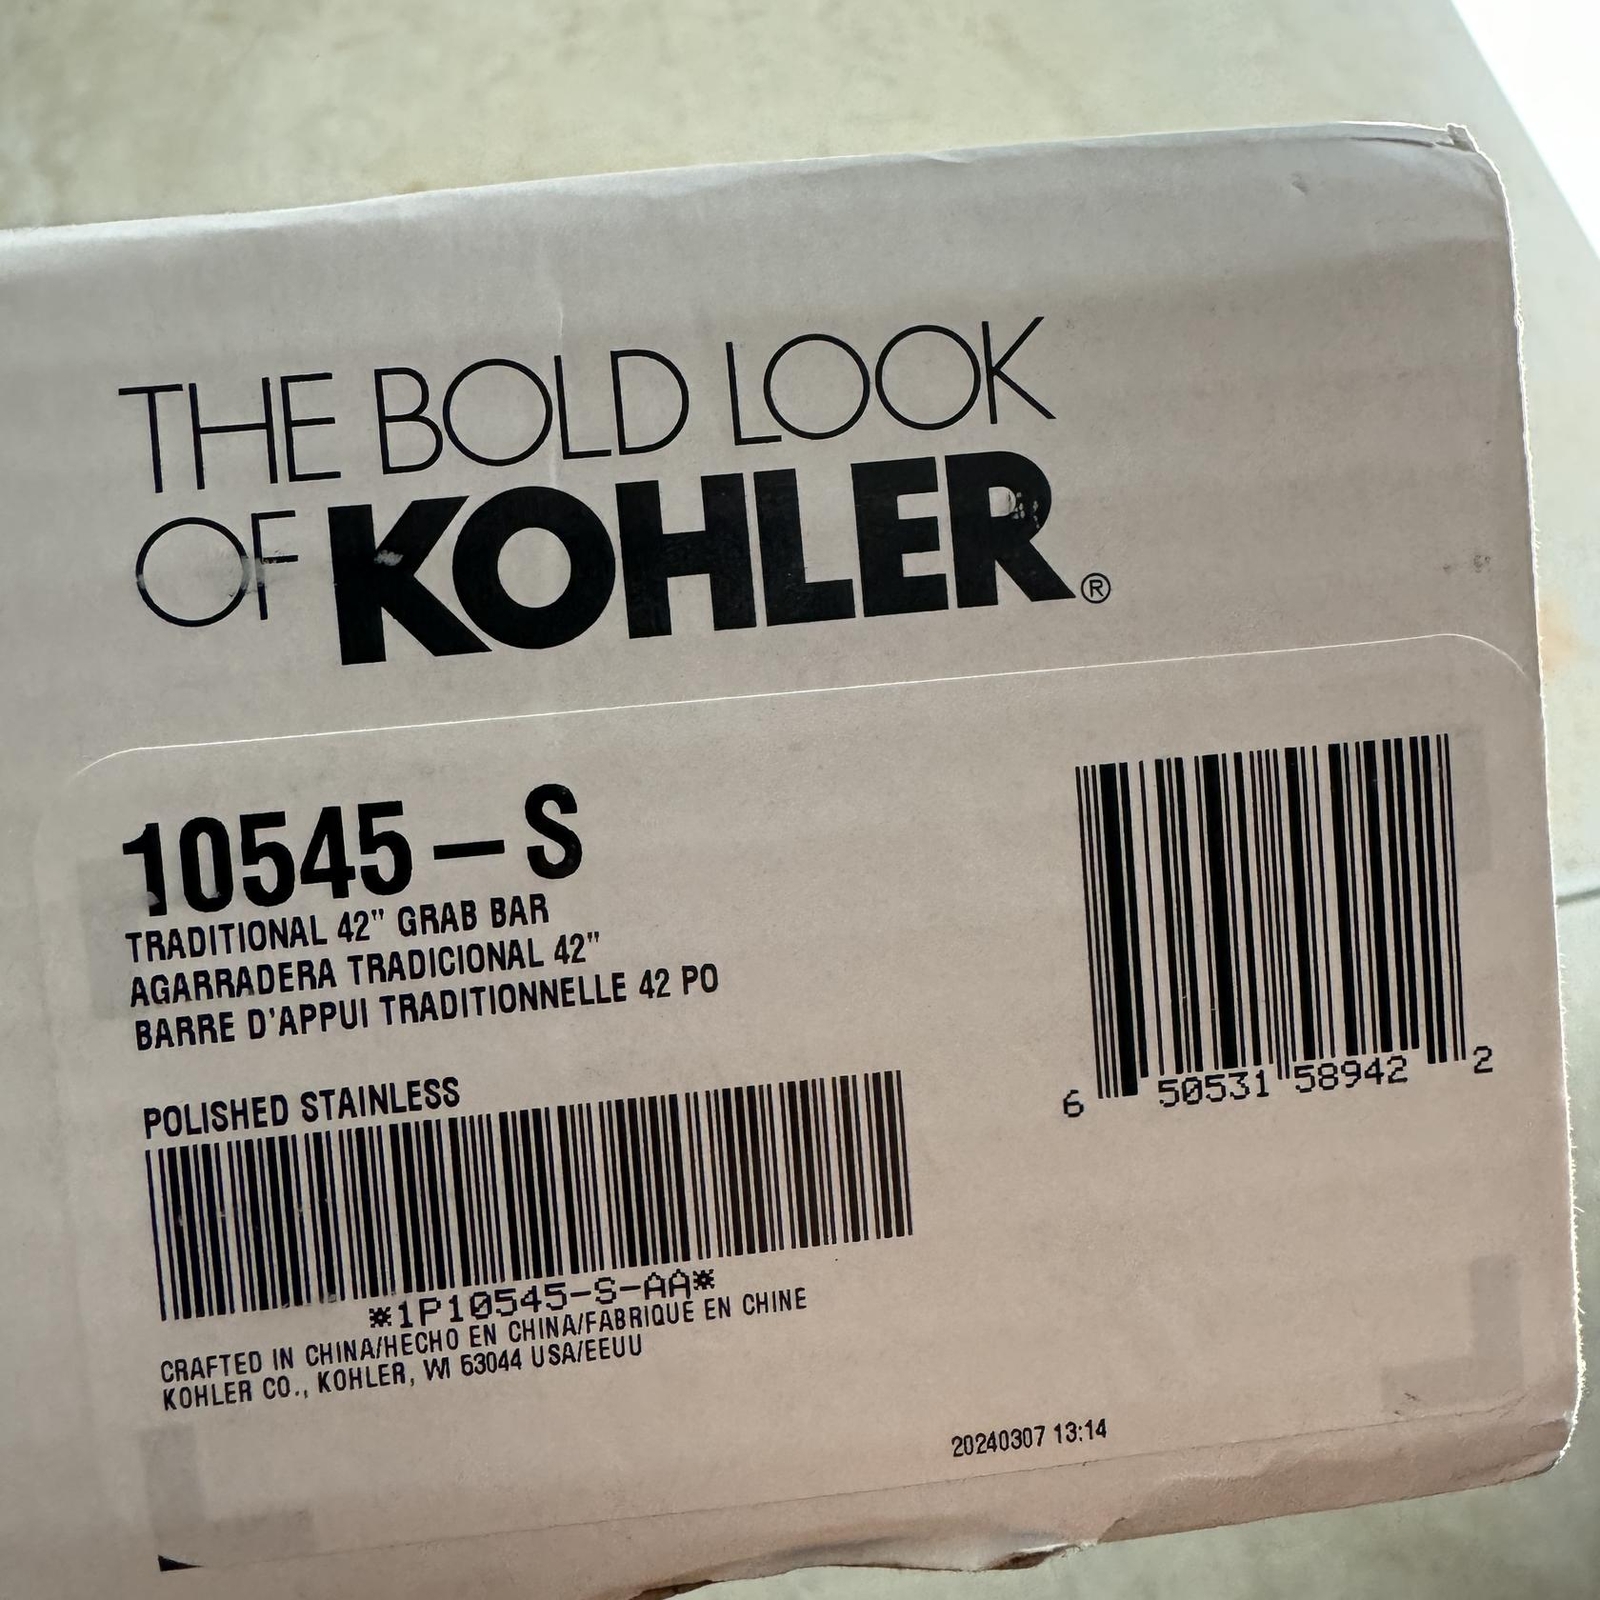 THE BOLD LOOK
OF KOHLER®
10545-S
TRADITIONAL 42" GRAB BAR
AGARRADERA TRADICIONAL 42"
BARRE D'APPUI TRADITIONNELLE 42 PO
POLISHED STAINLESS
*1P10545-S-AA*
CRAFTED IN CHINA/HECHO EN CHINA/FABRIQUE EN CHINE
KOHLER CO., KOHLER, WI 53044 USA/EEUU
6 50531 58942 2
20240307 13:14